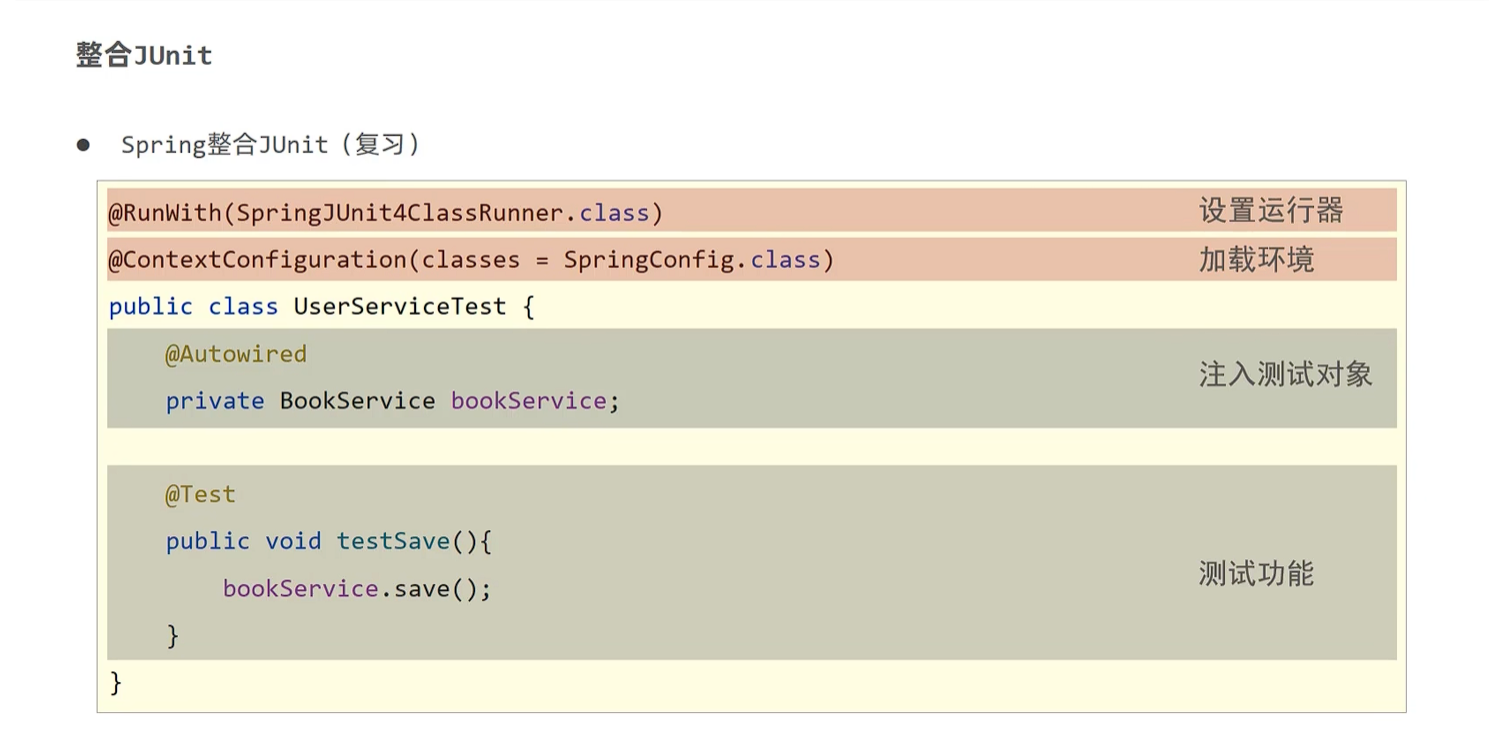 整合JUnit
● Spring整合JUnit（复习）
@RunWith(SpringJUnit4ClassRunner.class) 设置运行器
@ContextConfiguration(classes = SpringConfig.class) 加载环境
public class UserServiceTest {
@Autowired
注入测试对象
private BookService bookService;
@Test
public void testSave(){
测试功能
bookService.save();
}
}